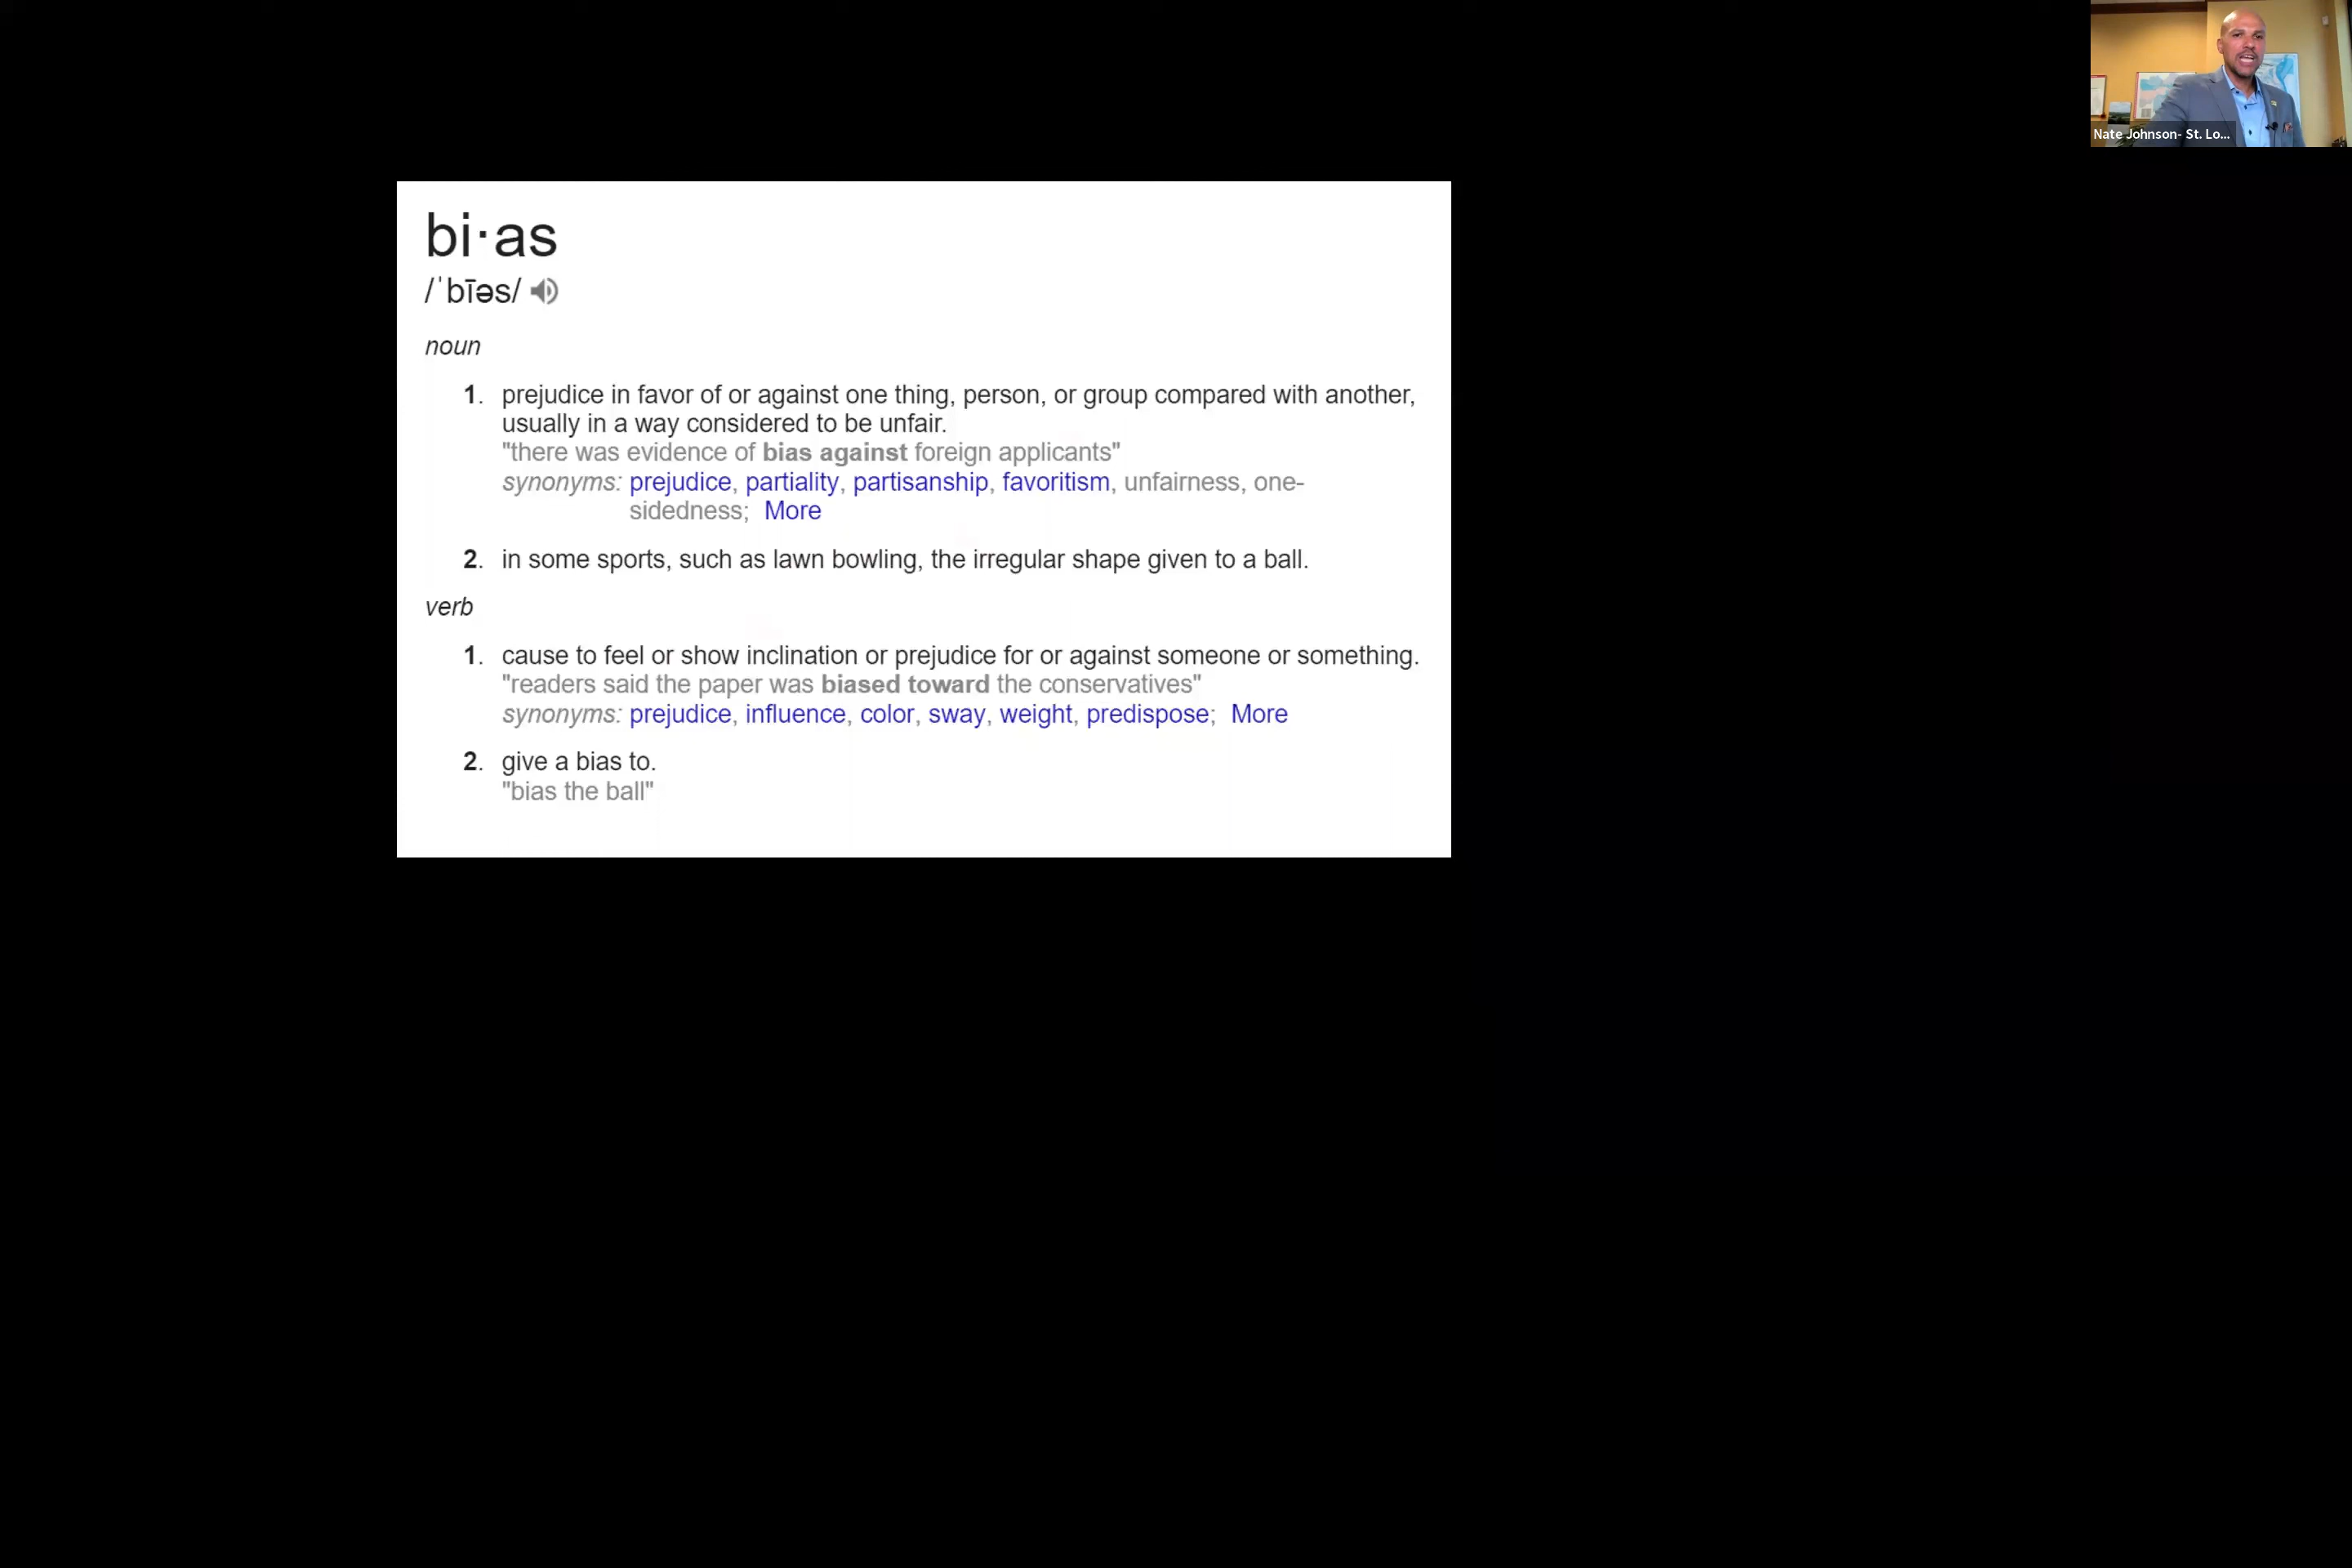 Nate Johnson- St. Lo...
bi·as
/ˈbīəs/
noun
1. prejudice in favor of or against one thing, person, or group compared with another,
usually in a way considered to be unfair.
"there was evidence of bias against foreign applicants"
synonyms: prejudice, partiality, partisanship, favoritism, unfairness, one-
sidedness; More
2. in some sports, such as lawn bowling, the irregular shape given to a ball.
verb
1. cause to feel or show inclination or prejudice for or against someone or something.
"readers said the paper was biased toward the conservatives"
synonyms: prejudice, influence, color, sway, weight, predispose; More
2. give a bias to.
"bias the ball"